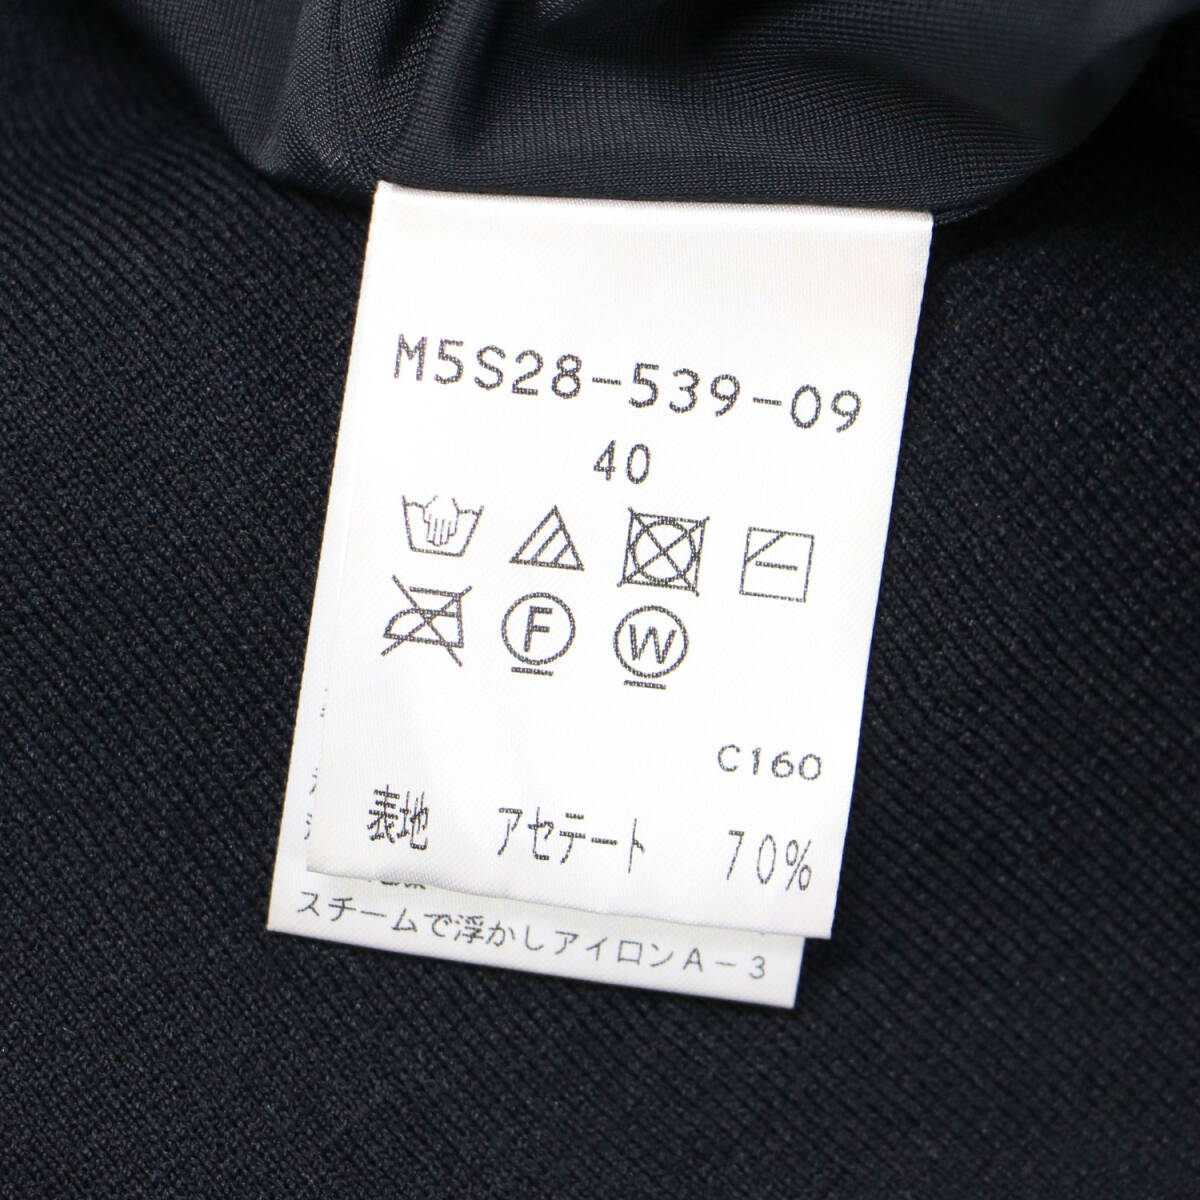 M5S28-539-09
40
F W
C160
表地 アセテート 70%
スチームで浮かしアイロンA-3